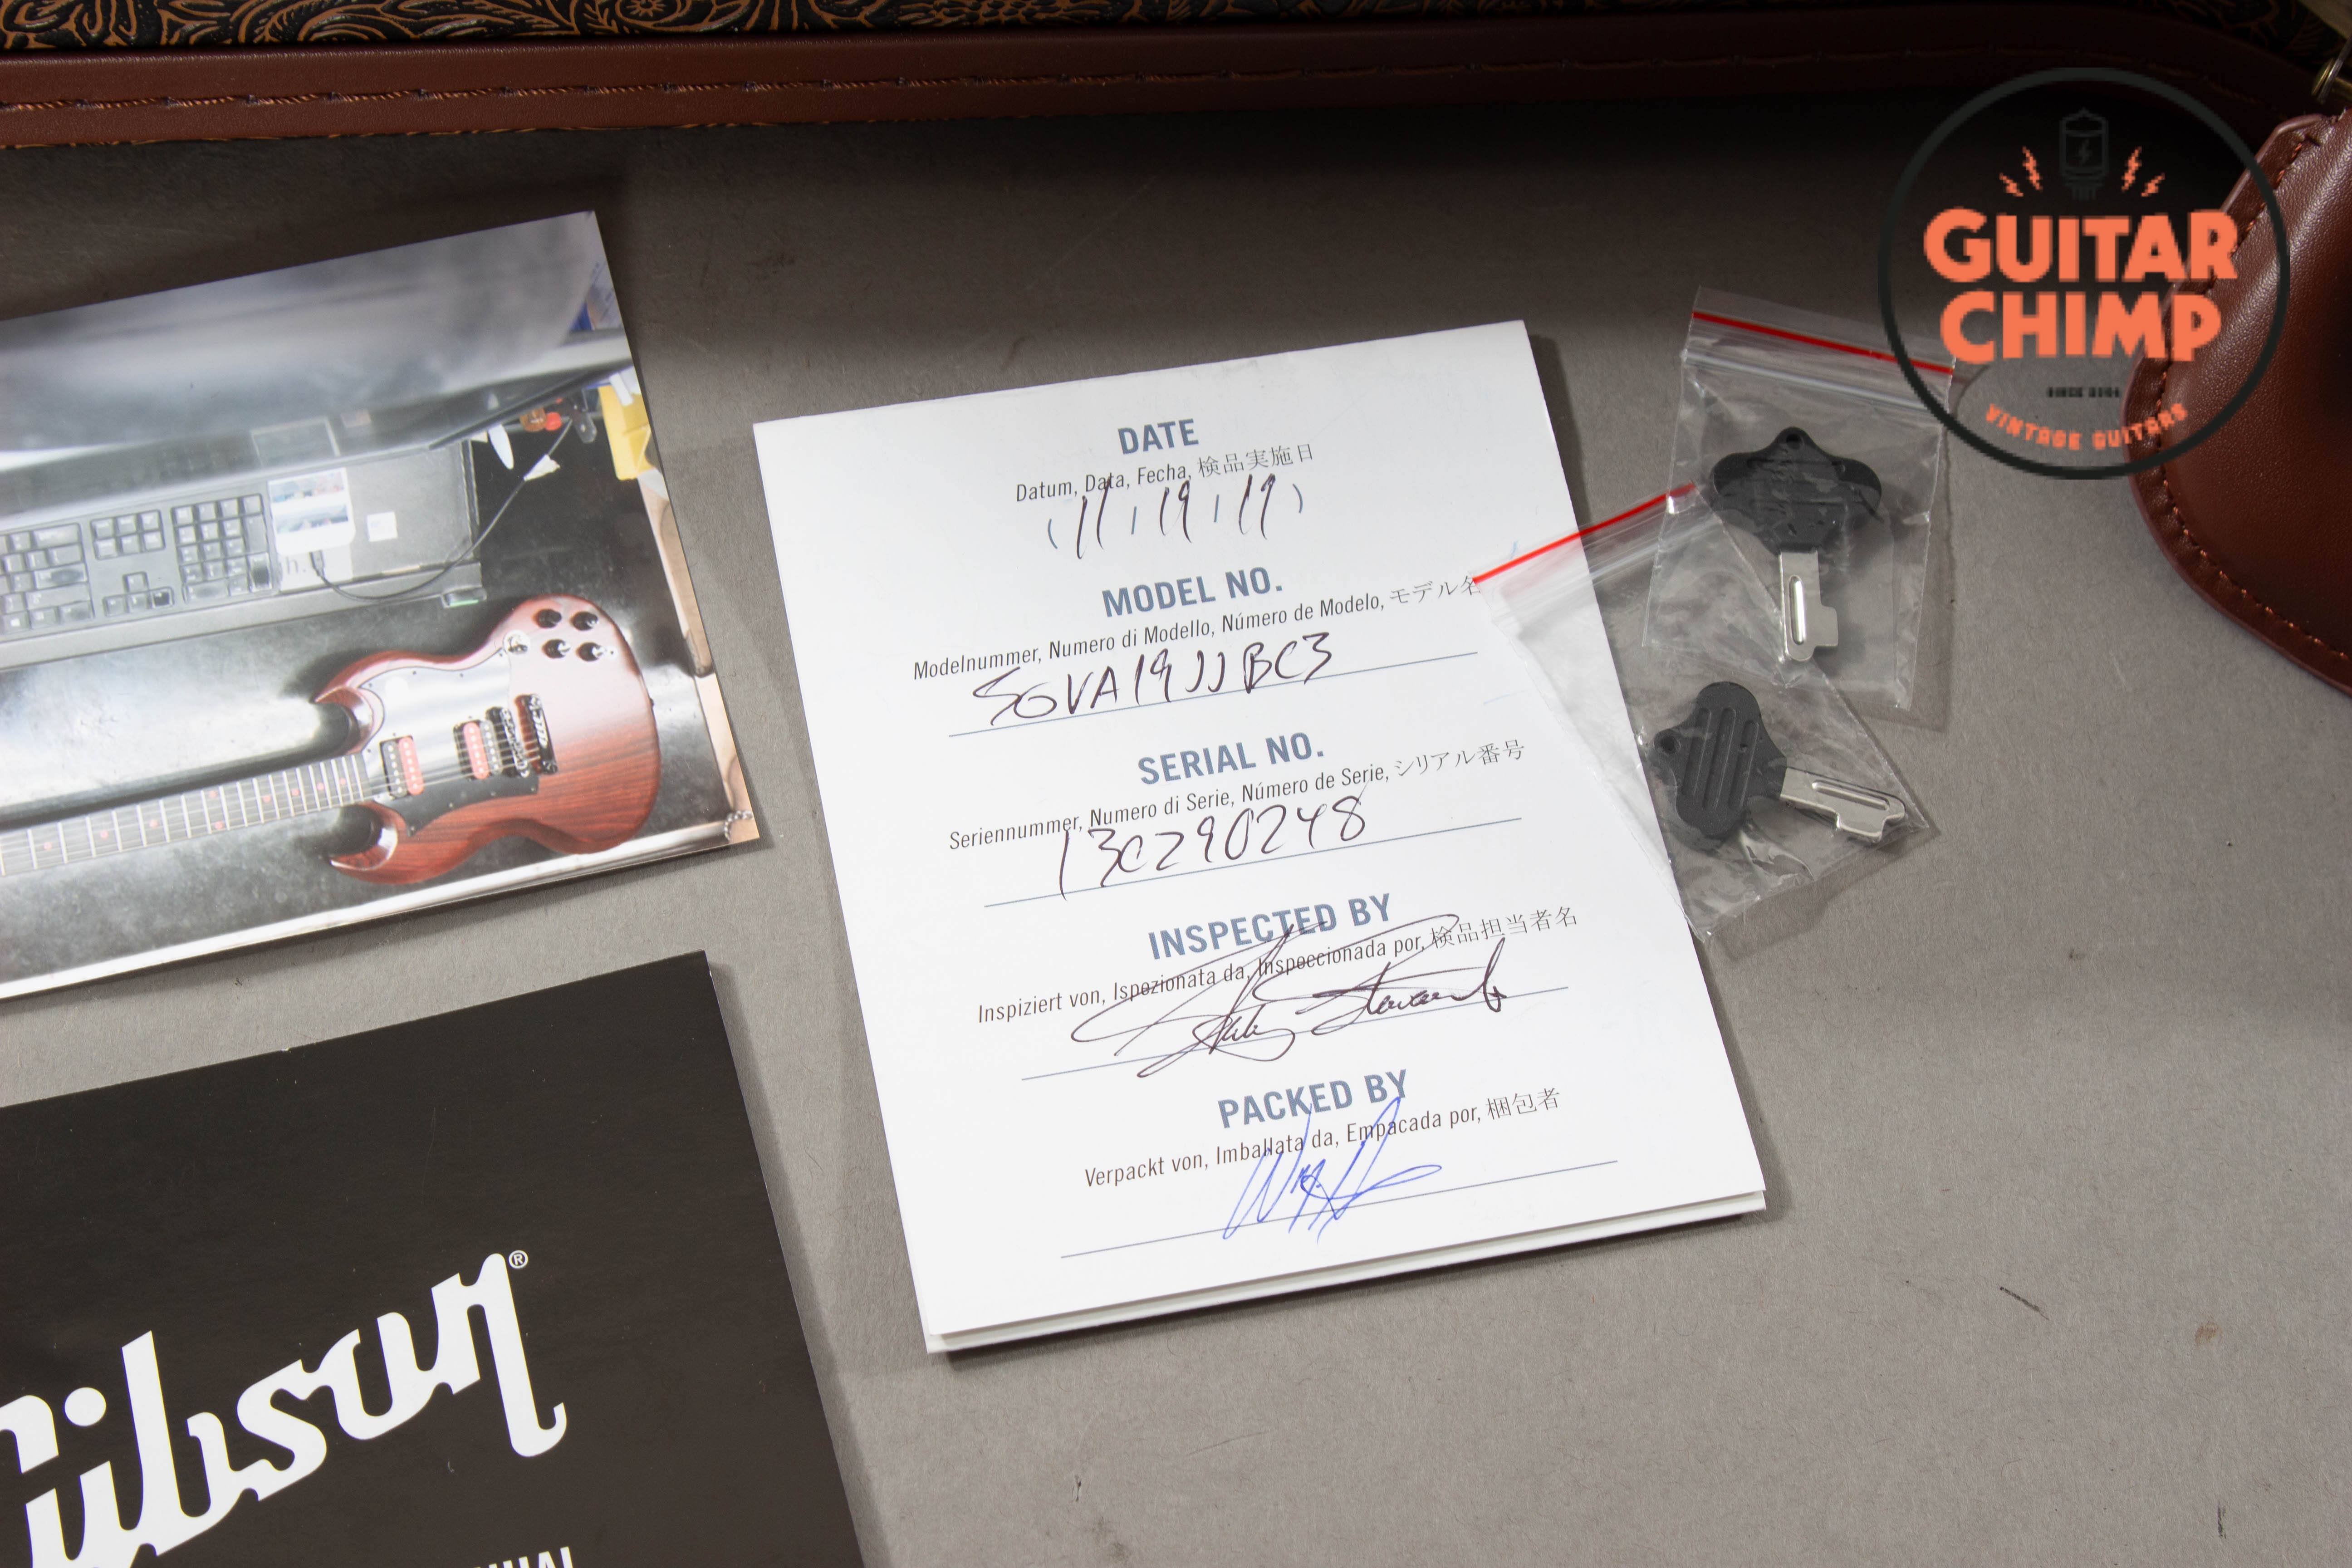 GUITAR
CHIMP
VINTAGE GUITARS
DATE
Datum, Data, Fecha, 検品実施日
11 / 19 / 19
MODEL NO.
Modelnummer, Numero di Modello, Número de Modelo, モデル名
SGVA19JJBC3
SERIAL NO.
Seriennummer, Numero di Serie, Número de Serie, シリアル番号
130290248
INSPECTED BY
Inspiziert von, Ispezionata da, Inspeccionada por, 検品担当者名
PACKED BY
Verpackt von, Imballata da, Empacada por, 梱包者
Gibson®